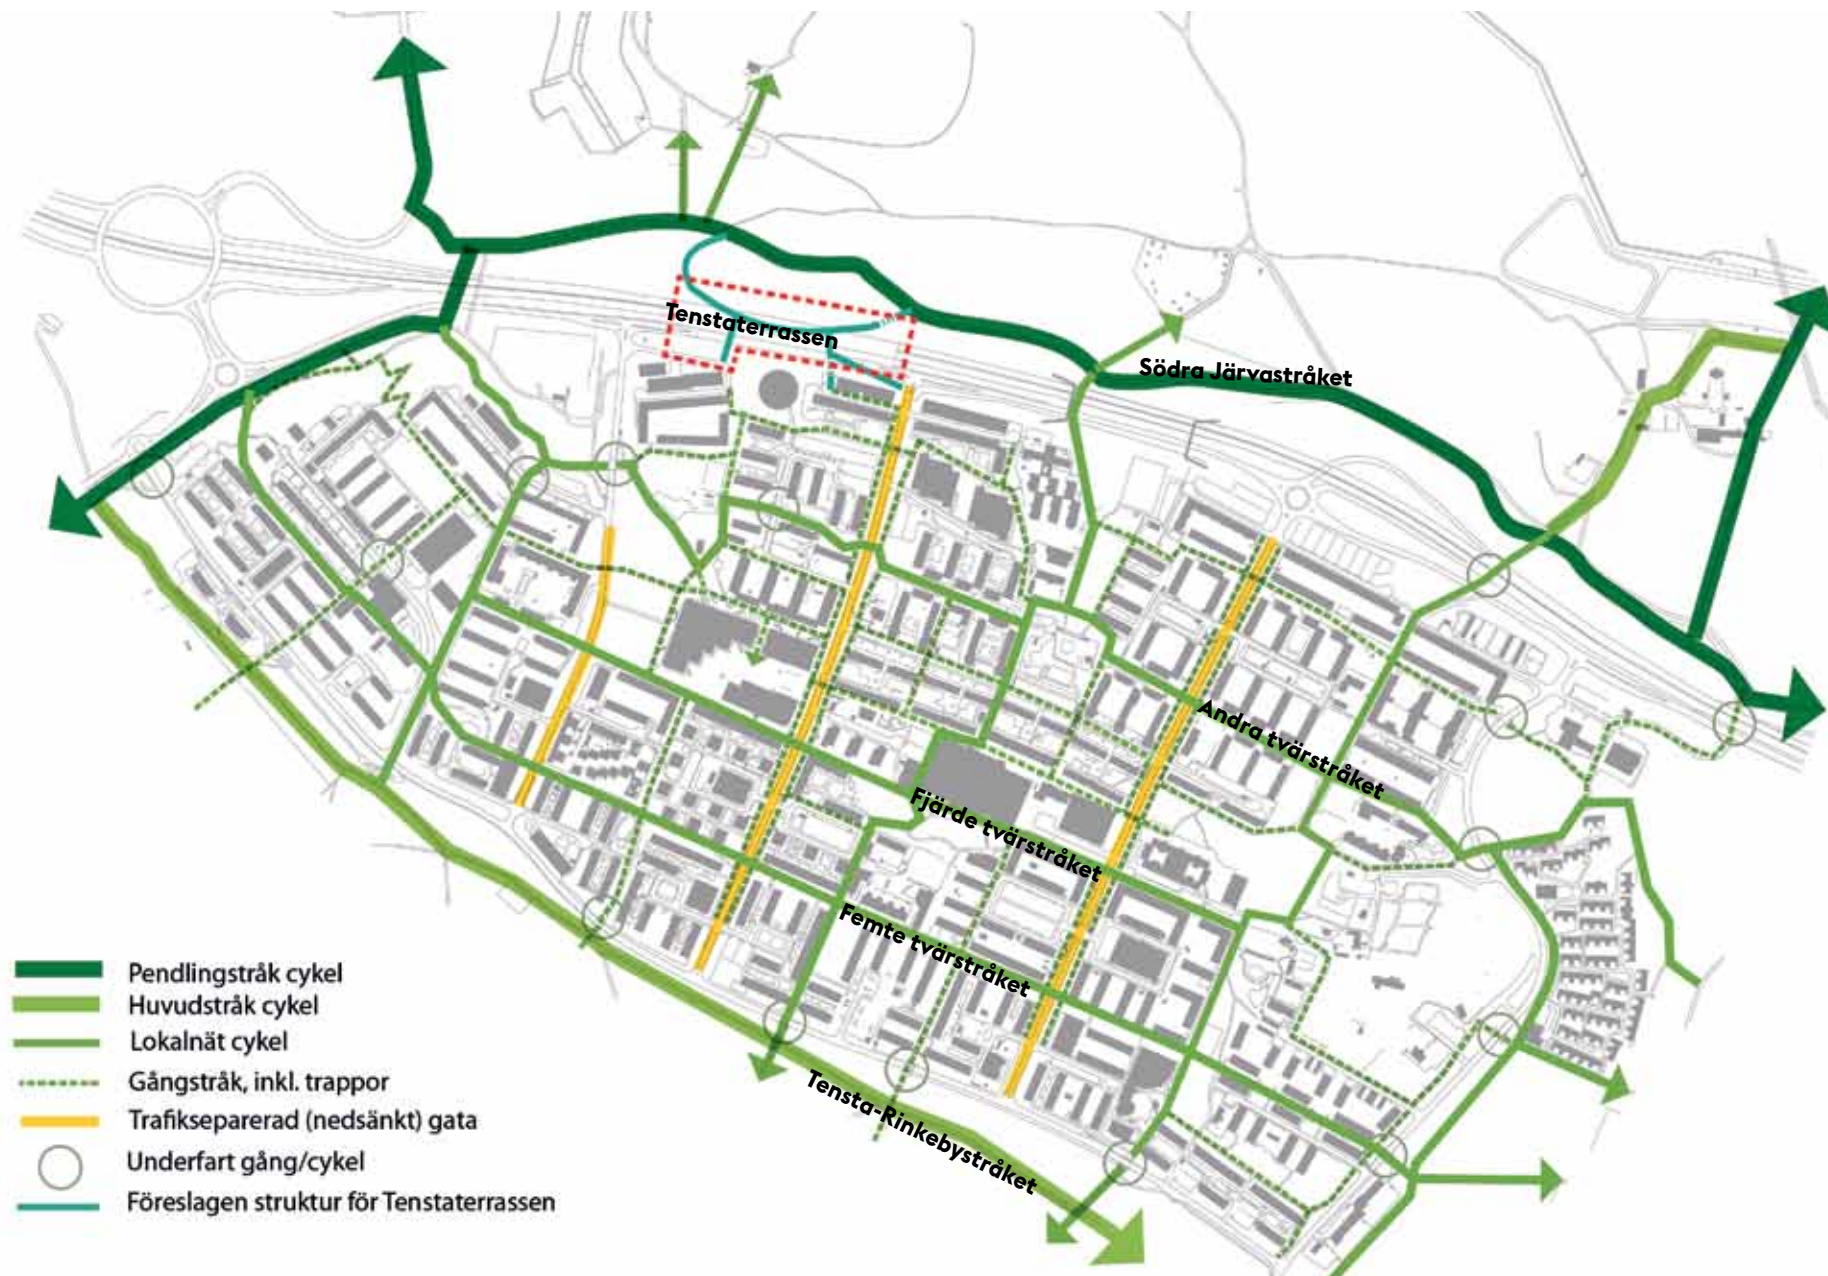 Tenstaterrassen
Södra Järvastråket
Andra tvärstråket
Fjärde tvärstråket
Femte tvärstråket
Tensta-Rinkebystråket
Pendlingstråk cykel
Huvudstråk cykel
Lokalnät cykel
Gångstråk, inkl. trappor
Trafikseparerad (nedsänkt) gata
Underfart gång/cykel
Föreslagen struktur för Tenstaterrassen